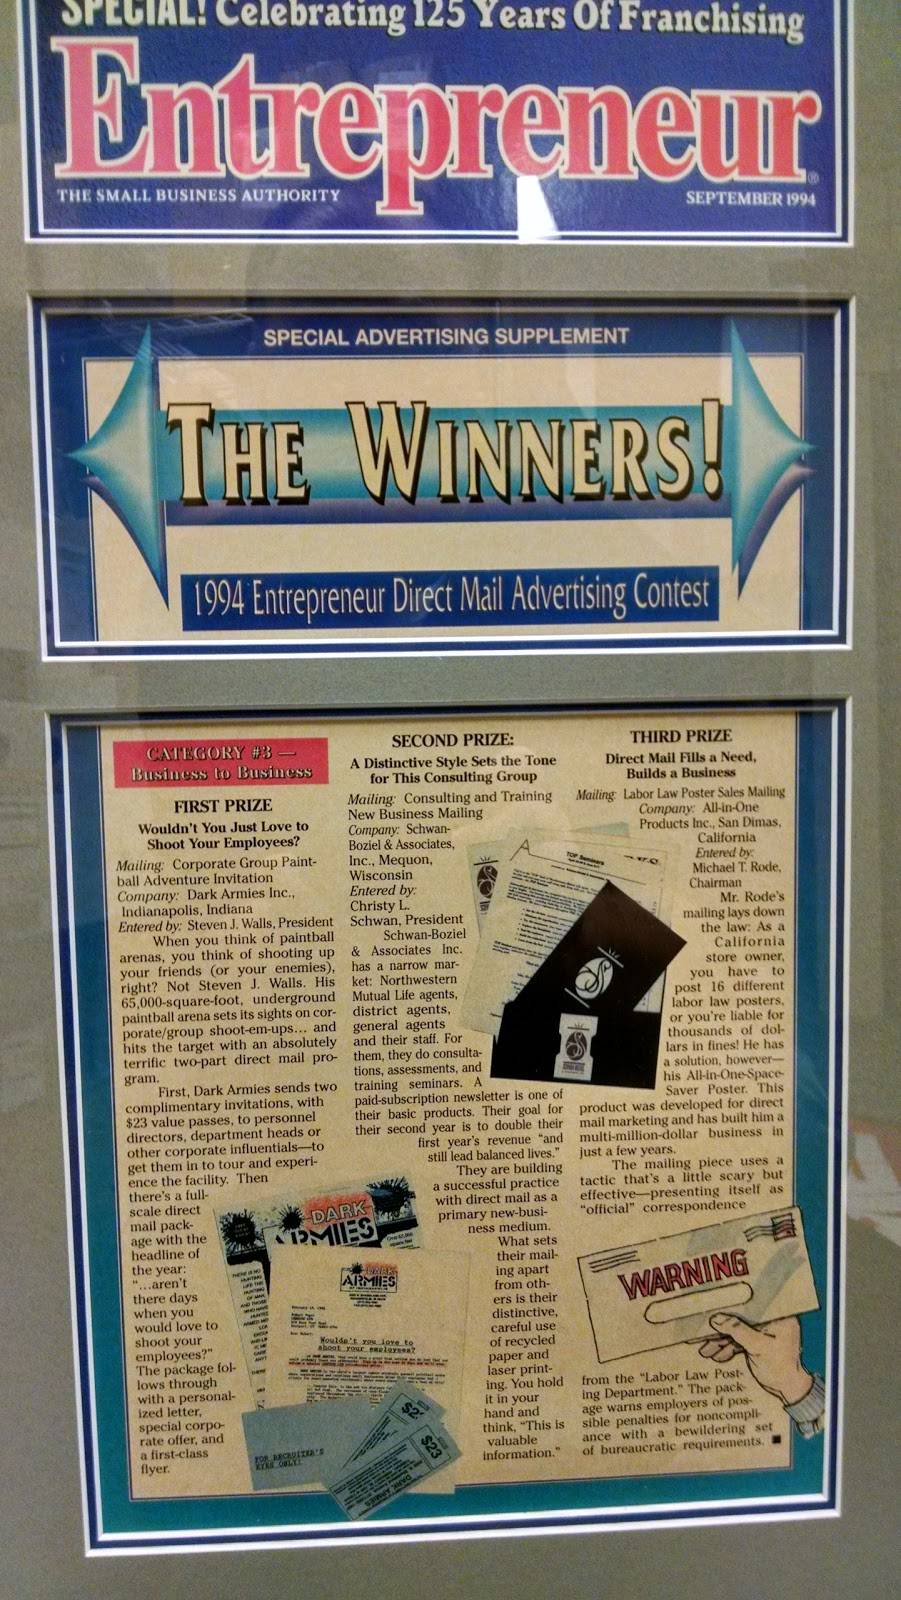 SPECIAL! Celebrating 125 Years Of Franchising
Entrepreneur®
THE SMALL BUSINESS AUTHORITY
SEPTEMBER 1994
SPECIAL ADVERTISING SUPPLEMENT
THE WINNERS!
1994 Entrepreneur Direct Mail Advertising Contest
CATEGORY #3 —
Business to Business
FIRST PRIZE
Wouldn't You Just Love to
Shoot Your Employees?
Mailing: Corporate Group Paint-
ball Adventure Invitation
Company: Dark Armies Inc.,
Indianapolis, Indiana
Entered by: Steven J. Walls, President
When you think of paintball
arenas, you think of shooting up
your friends (or your enemies),
right? Not Steven J. Walls. His
65,000-square-foot, underground
paintball arena sets its sights on cor-
porate/group shoot-em-ups... and
hits the target with an absolutely
terrific two-part direct mail pro-
gram.
First, Dark Armies sends two
complimentary invitations, with
$23 value passes, to personnel
directors, department heads or
other corporate influentials—to
get them in to tour and experi-
ence the facility. Then
there's a full-
scale direct
mail pack-
age with the
headline of
the year:
"...aren't
there days
when you
would love to
shoot your
employees?"
The package fol-
lows through
with a personal-
ized letter,
special corpo-
rate offer, and
a first-class
flyer.
DARK
ARMIES
DARK
ARMIES
Wouldn't you love to
shoot your employees?
FOR RECRUITER'S
EYES ONLY!
$2
$23
DARK ARMIES
SECOND PRIZE:
A Distinctive Style Sets the Tone
for This Consulting Group
Mailing: Consulting and Training
New Business Mailing
Company: Schwan-
Boziel & Associates,
Inc., Mequon,
Wisconsin
Entered by:
Christy L.
Schwan, President
Schwan-Boziel
& Associates Inc.
has a narrow mar-
ket: Northwestern
Mutual Life agents,
district agents,
general agents
and their staff. For
them, they do consulta-
tions, assessments, and
training seminars. A
paid-subscription newsletter is one of
their basic products. Their goal for
their second year is to double their
first year's revenue "and
still lead balanced lives."
They are building
a successful practice
with direct mail as a
primary new-busi-
ness medium.
What sets
their mail-
ing apart
from oth-
ers is their
distinctive,
careful use
of recycled
paper and
laser print-
ing. You hold
it in your
hand and
think, "This is
valuable
information."
TOP Seminars
THIRD PRIZE
Direct Mail Fills a Need,
Builds a Business
Mailing: Labor Law Poster Sales Mailing
Company: All-in-One
Products Inc., San Dimas,
California
Entered by:
Michael T. Rode,
Chairman
Mr. Rode's
mailing lays down
the law: As a
California
store owner,
you have to
post 16 different
labor law posters,
or you're liable for
thousands of dol-
lars in fines! He has
a solution, however—
his All-in-One-Space-
Saver Poster. This
product was developed for direct
mail marketing and has built him a
multi-million-dollar business in
just a few years.
The mailing piece uses a
tactic that's a little scary but
effective—presenting itself as
"official" correspondence
WARNING
from the "Labor Law Post-
ing Department." The pack-
age warns employers of pos-
sible penalties for noncompli-
ance with a bewildering set
of bureaucratic requirements. ■